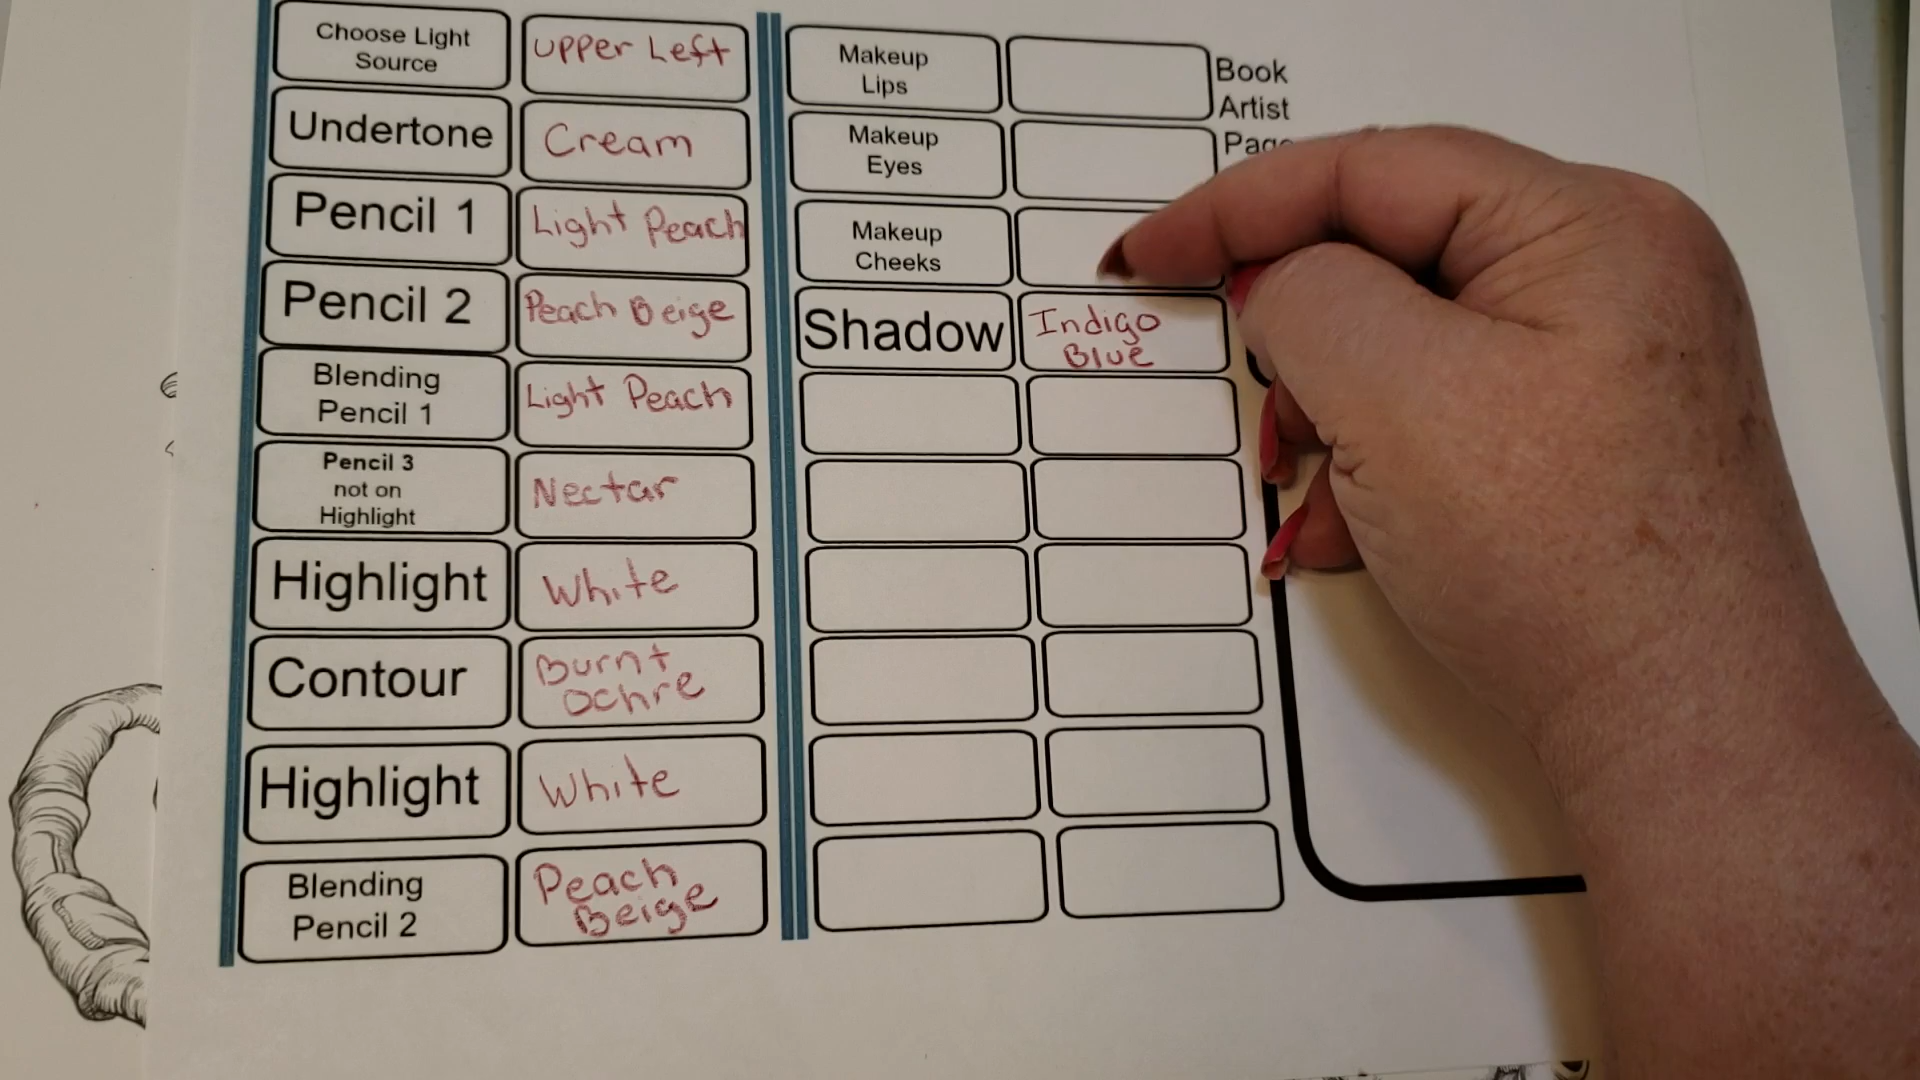 Choose Light
Source
Upper Left
Undertone
Cream
Pencil 1
Light Peach
Pencil 2
Peach Beige
Blending
Pencil 1
Light Peach
Pencil 3
not on
Highlight
Nectar
Highlight
White
Contour
Burnt
Ochre
Highlight
White
Blending
Pencil 2
Peach
Beige
Makeup
Lips
Makeup
Eyes
Makeup
Cheeks
Shadow
Indigo
Blue
Book
Artist